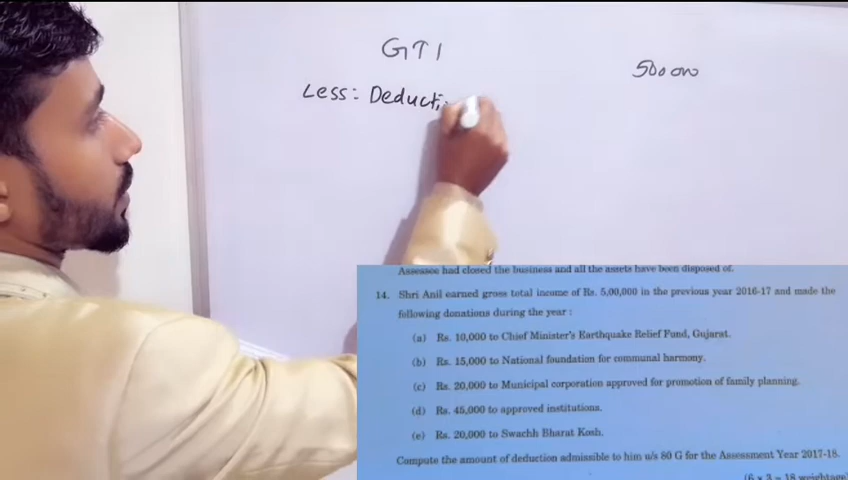 GTI
500000
Less: Deducti
Assessee had closed the business and all the assets have been disposed of.
14. Shri Anil earned gross total income of Rs. 5,00,000 in the previous year 2016-17 and made the
following donations during the year :
(a) Rs. 10,000 to Chief Minister's Earthquake Relief Fund, Gujarat.
(b) Rs. 15,000 to National foundation for communal harmony.
(c) Rs. 20,000 to Municipal corporation approved for promotion of family planning.
(d) Rs. 45,000 to approved institutions.
(e) Rs. 20,000 to Swachh Bharat Kosh.
Compute the amount of deduction admissible to him u/s 80 G for the Assessment Year 2017-18.
(6 x 3 = 18 weightage)